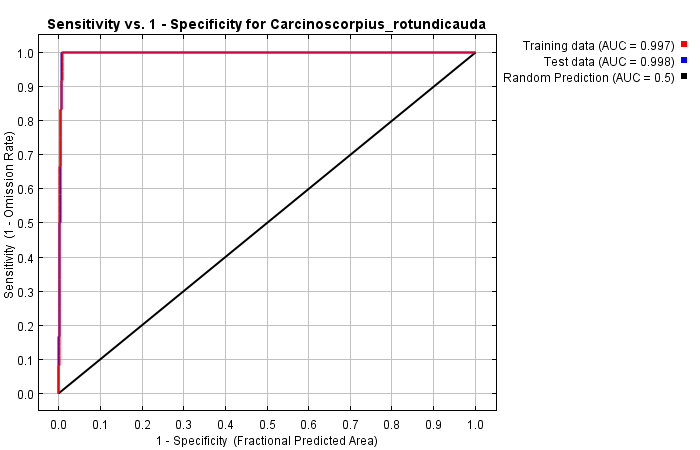 Sensitivity vs. 1 - Specificity for Carcinoscorpius_rotundicauda
Training data (AUC = 0.997)
Test data (AUC = 0.998)
Random Prediction (AUC = 0.5)
Sensitivity (1 - Omission Rate)
1.0
0.9
0.8
0.7
0.6
0.5
0.4
0.3
0.2
0.1
0.0
0.0 0.1 0.2 0.3 0.4 0.5 0.6 0.7 0.8 0.9 1.0
1 - Specificity (Fractional Predicted Area)